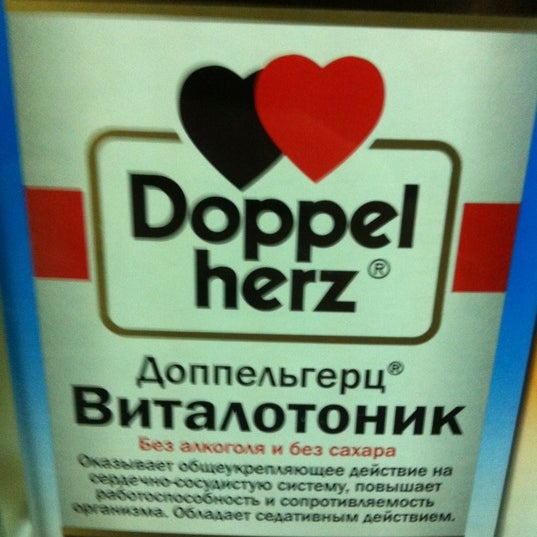 Doppel
herz®
Доппельгерц®
Виталотоник
Без алкоголя и без сахара
Оказывает общеукрепляющее действие на
сердечно-сосудистую систему, повышает
работоспособность и сопротивляемость
организма. Обладает седативным действием.